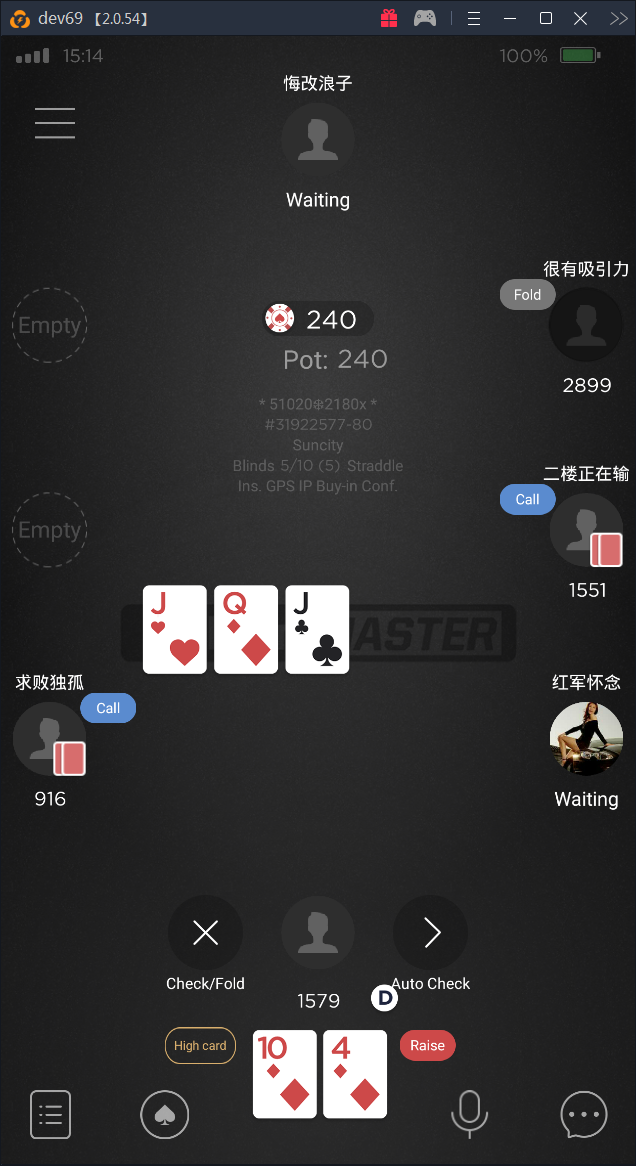 dev69 【2.0.54】
15:14
100%
悔改浪子
Waiting
很有吸引力
Fold
2899
Empty
240
Pot: 240
* 51020❄2180x *
#31922577-80
Suncity
Blinds 5/10 (5) Straddle
Ins. GPS IP Buy-in Conf.
二楼正在输
Call
1551
Empty
J
Q
J
ASTER
求败独孤
Call
916
红军怀念
Waiting
Check/Fold
1579
D
Auto Check
High card
10
4
Raise